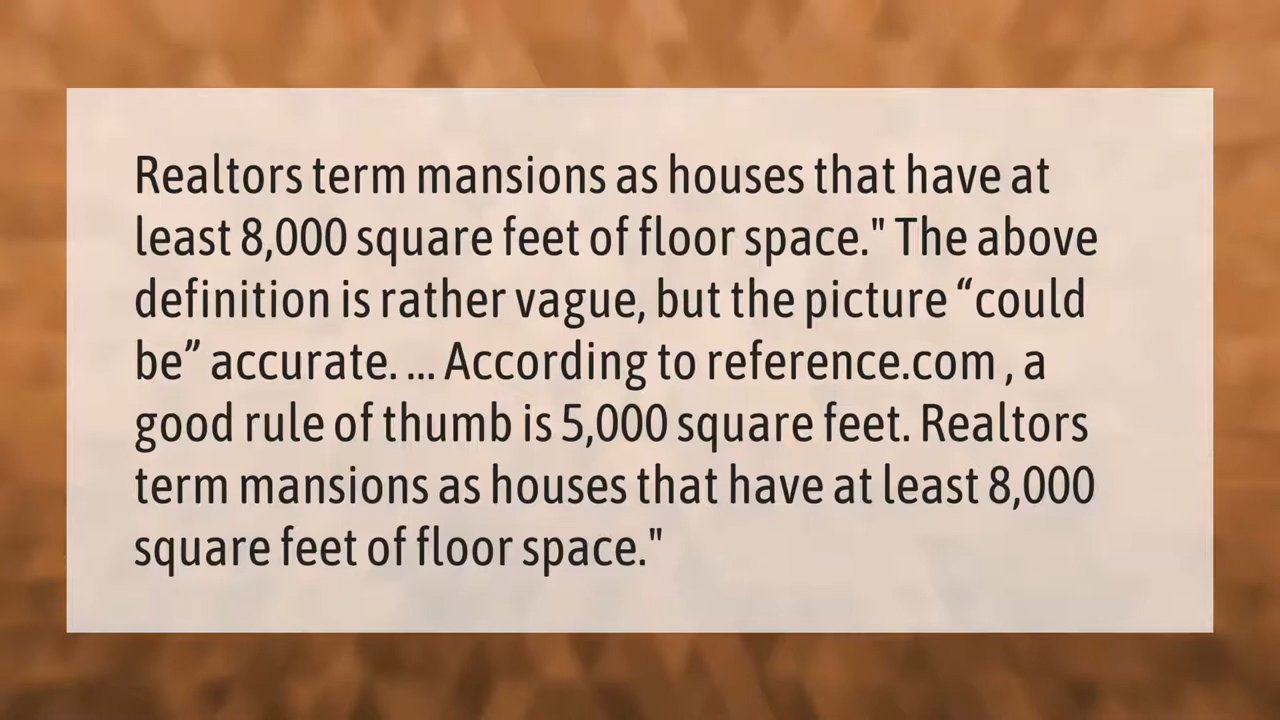 Realtors term mansions as houses that have at
least 8,000 square feet of floor space." The above
definition is rather vague, but the picture “could
be” accurate. ... According to reference.com , a
good rule of thumb is 5,000 square feet. Realtors
term mansions as houses that have at least 8,000
square feet of floor space."